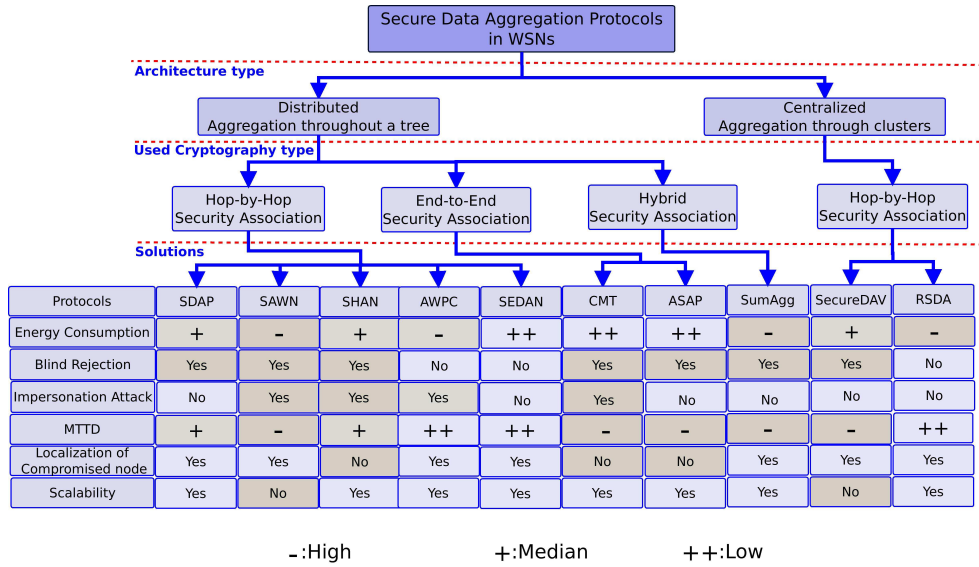 Secure Data Aggregation Protocols
in WSNs
Architecture type
Distributed
Aggregation throughout a tree
Centralized
Aggregation through clusters
Used Cryptography type
Hop-by-Hop
Security Association
End-to-End
Security Association
Hybrid
Security Association
Hop-by-Hop
Security Association
Solutions
Protocols SDAP SAWN SHAN AWPC SEDAN CMT ASAP SumAgg SecureDAV RSDA
Energy Consumption + - + - ++ ++ ++ - + -
Blind Rejection Yes Yes Yes No No Yes Yes Yes Yes No
Impersonation Attack No Yes Yes Yes No Yes No No No No
MTTD + - + ++ ++ - - - - ++
Localization of
Compromised node Yes Yes No Yes Yes No No Yes Yes Yes
Scalability Yes No Yes Yes Yes Yes Yes Yes No Yes
-:High +:Median ++:Low